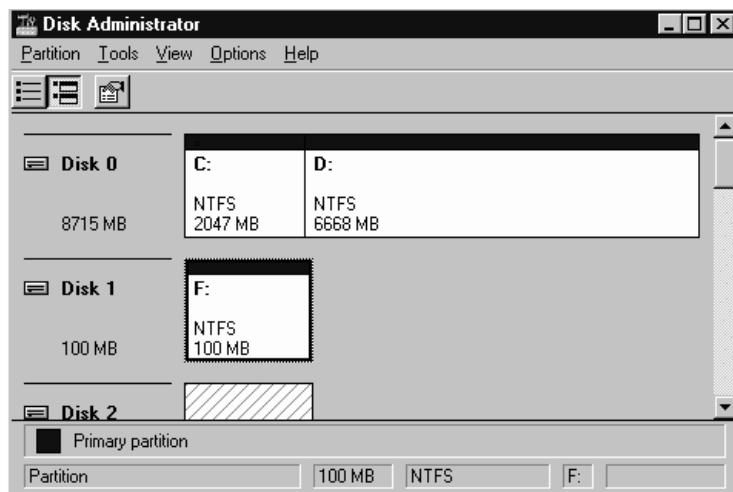 Disk Administrator
Partition Tools View Options Help
Disk 0
8715 MB
C:
NTFS
2047 MB
D:
NTFS
6668 MB
Disk 1
100 MB
F:
NTFS
100 MB
Disk 2
Primary partition
Partition 100 MB NTFS F: